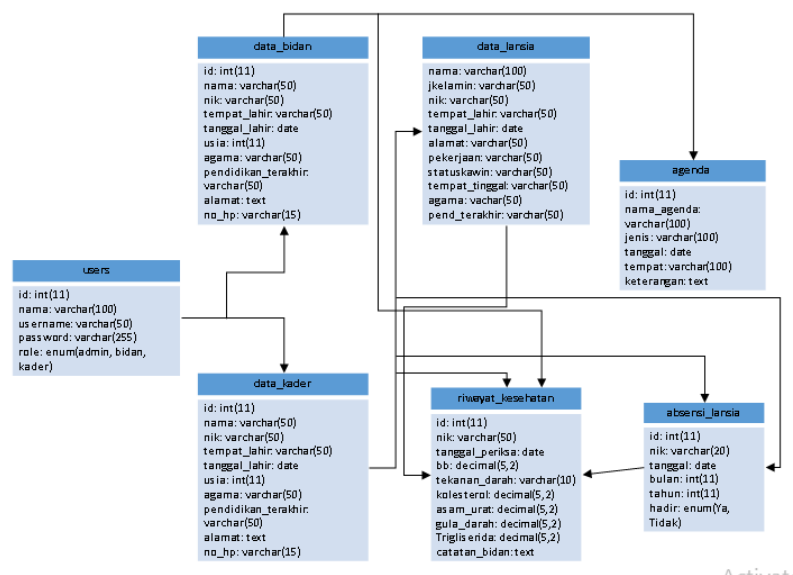 data_bidan
id: int(11)
nama: varchar(50)
nik: varchar(50)
tempat_lahir: varchar(50)
tanggal_lahir: date
usia: int(11)
agama: varchar(50)
pendidikan_terakhir:
varchar(50)
alamat: text
no_hp: varchar(15)
data_lansia
nama: varchar(100)
jkelamin: varchar(50)
nik: varchar(50)
tempat_lahir: varchar(50)
tanggal_lahir: date
alamat: varchar(50)
pekerjaan: varchar(50)
statuskawin: varchar(50)
tempat_tinggal: varchar(50)
agama: vachar(50)
pend_terakhir: varchar(50)
agenda
id: int(11)
nama_agenda:
varchar(100)
jenis: varchar(100)
tanggal: date
tempat: varchar(100)
keterangan: text
users
id: int(11)
nama: varchar(100)
username: varchar(50)
password: varchar(255)
role: enum(admin, bidan,
kader)
data_kader
id: int(11)
nama: varchar(50)
nik: varchar(50)
tempat_lahir: varchar(50)
tanggal_lahir: date
usia: int(11)
agama: varchar(50)
pendidikan_terakhir:
varchar(50)
alamat: text
no_hp: varchar(15)
riwayat_kesehatan
id: int(11)
nik: varchar(50)
tanggal_periksa: date
bb: decimal(5,2)
tekanan_darah: varchar(10)
kolesterol: decimal(5,2)
asam_urat: decimal(5,2)
gula_darah: decimal(5,2)
Trigliserida: decimal(5,2)
catatan_bidan: text
absensi_lansia
id: int(11)
nik: varchar(20)
tanggal: date
bulan: int(11)
tahun: int(11)
hadir: enum(Ya,
Tidak)